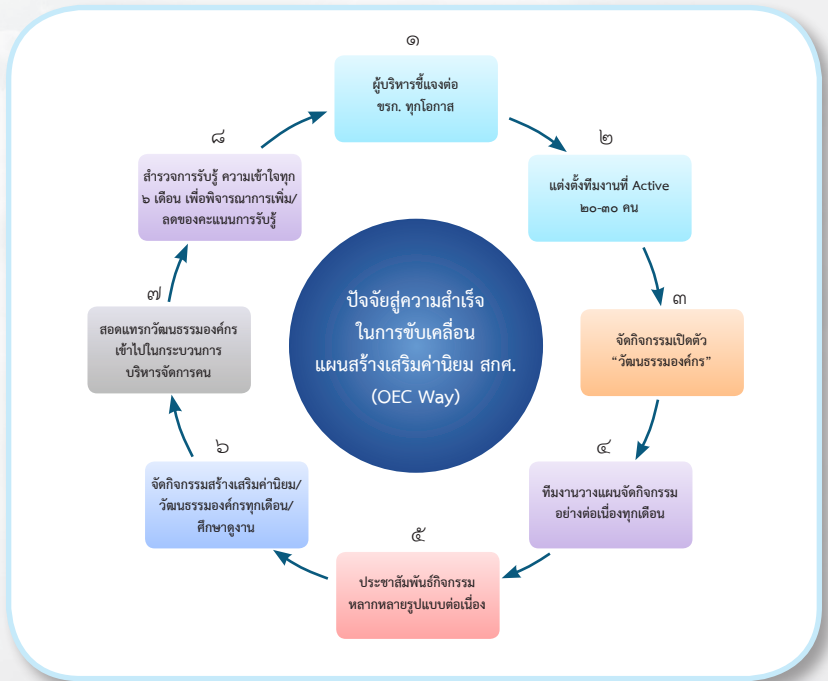 ๑
ผู้บริหารชี้แจงต่อ
ขรก. ทุกโอกาส
๒
แต่งตั้งทีมงานที่ Active
๒๐-๓๐ คน
๓
จัดกิจกรรมเปิดตัว
“วัฒนธรรมองค์กร”
๔
ทีมงานวางแผนจัดกิจกรรม
อย่างต่อเนื่องทุกเดือน
๕
ประชาสัมพันธ์กิจกรรม
หลากหลายรูปแบบต่อเนื่อง
๖
จัดกิจกรรมสร้างเสริมค่านิยม/
วัฒนธรรมองค์กรทุกเดือน/
ศึกษาดูงาน
๗
สอดแทรกวัฒนธรรมองค์กร
เข้าไปในกระบวนการ
บริหารจัดการคน
๘
สำรวจการรับรู้ ความเข้าใจทุก
๖ เดือน เพื่อพิจารณาการเพิ่ม/
ลดของคะแนนการรับรู้
ปัจจัยสู่ความสำเร็จ
ในการขับเคลื่อน
แผนสร้างเสริมค่านิยม สกศ.
(OEC Way)